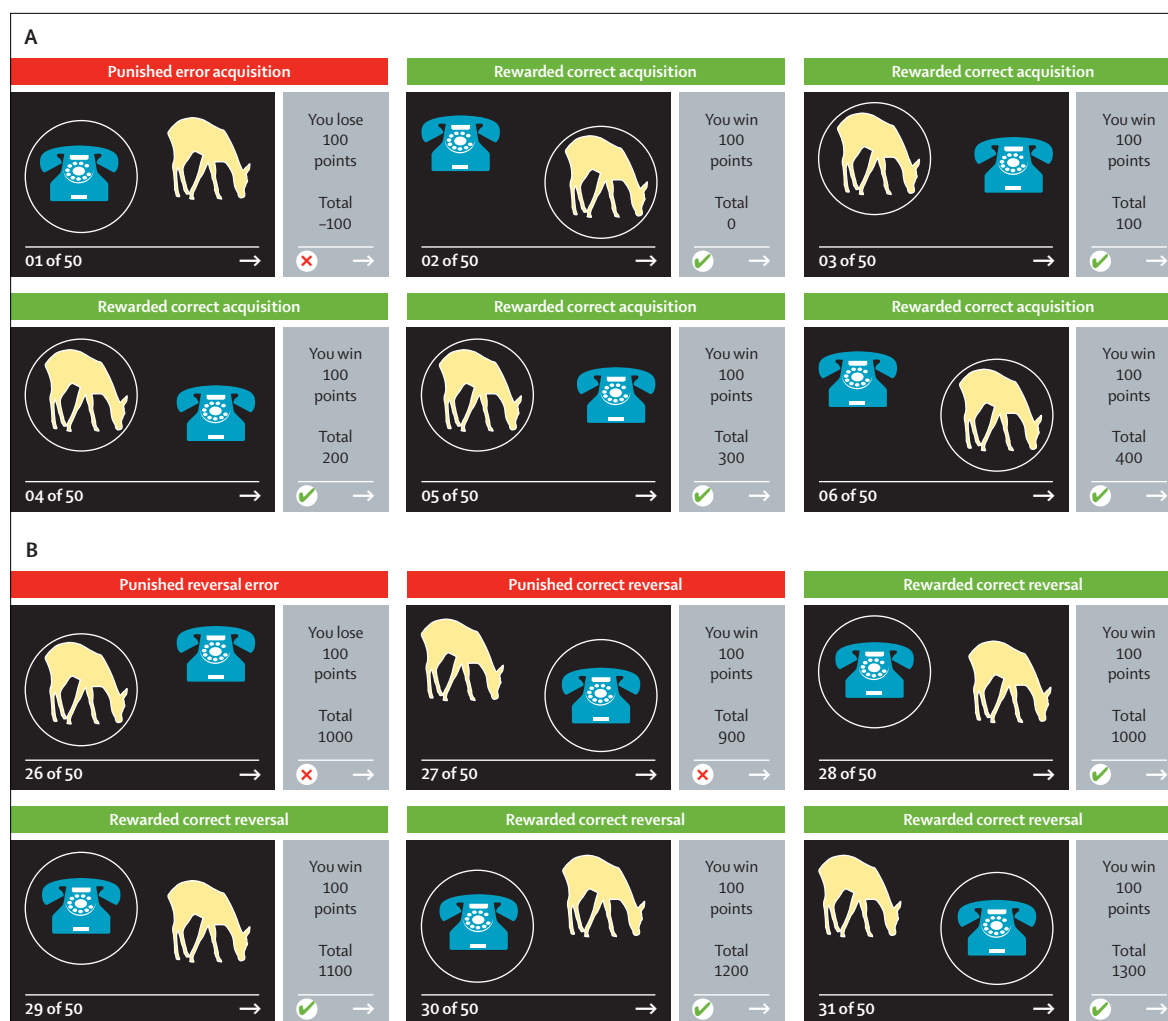 A
Punished error acquisition
You lose
100
points
Total
–100
01 of 50
Rewarded correct acquisition
You win
100
points
Total
0
02 of 50
Rewarded correct acquisition
You win
100
points
Total
100
03 of 50
Rewarded correct acquisition
You win
100
points
Total
200
04 of 50
Rewarded correct acquisition
You win
100
points
Total
300
05 of 50
Rewarded correct acquisition
You win
100
points
Total
400
06 of 50
B
Punished reversal error
You lose
100
points
Total
1000
26 of 50
Punished correct reversal
You win
100
points
Total
900
27 of 50
Rewarded correct reversal
You win
100
points
Total
1000
28 of 50
Rewarded correct reversal
You win
100
points
Total
1100
29 of 50
Rewarded correct reversal
You win
100
points
Total
1200
30 of 50
Rewarded correct reversal
You win
100
points
Total
1300
31 of 50